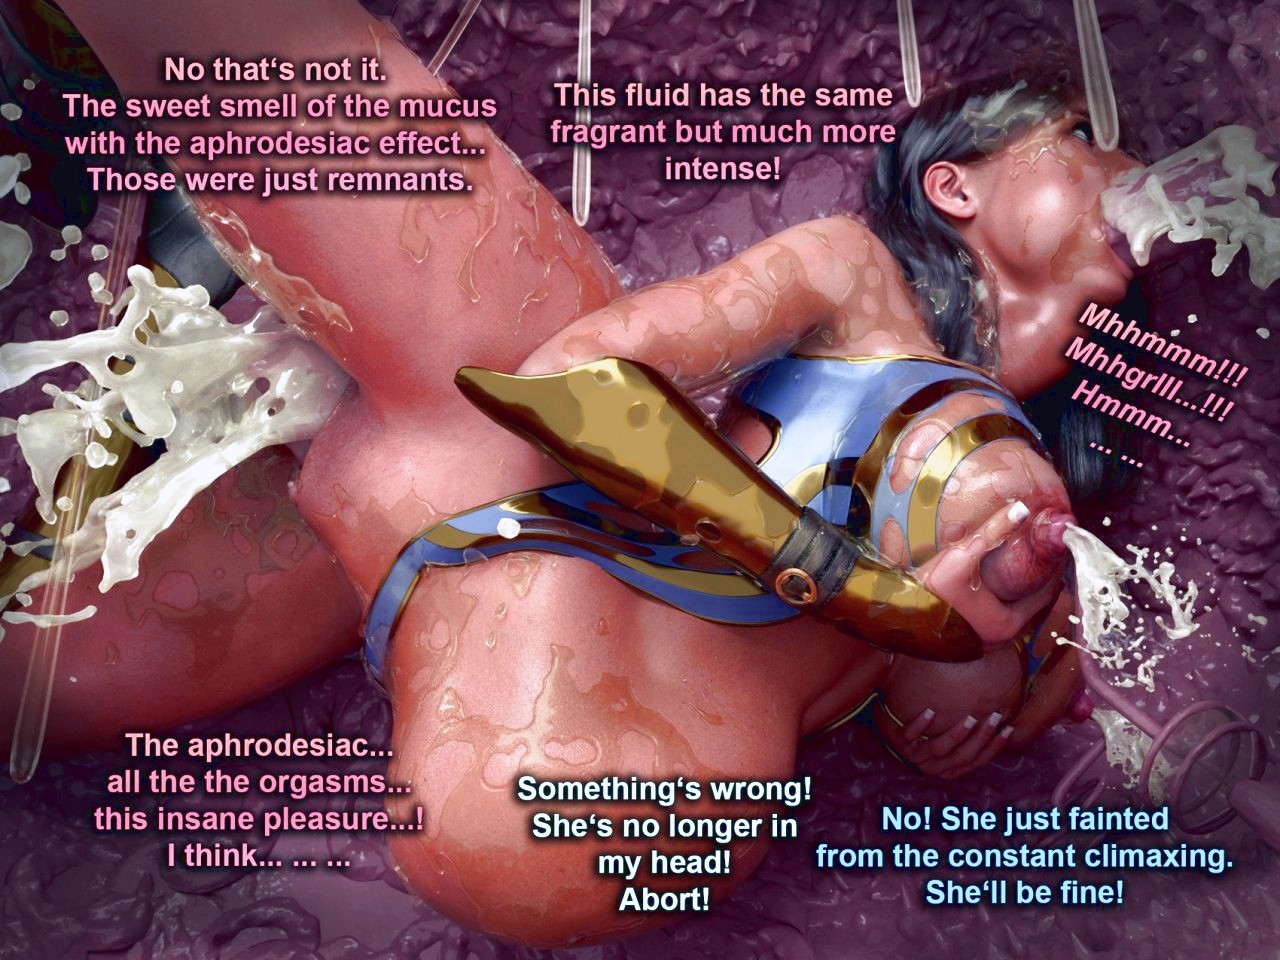 No that‘s not it.
The sweet smell of the mucus
with the aphrodesiac effect...
Those were just remnants.
This fluid has the same
fragrant but much more
intense!
Mhhmmm!!!
Mhhgrlll...!!!
Hmmm...
... ...
The aphrodesiac...
all the the orgasms...
this insane pleasure...!
I think... ... ...
Something‘s wrong!
She‘s no longer in
my head!
Abort!
No! She just fainted
from the constant climaxing.
She‘ll be fine!